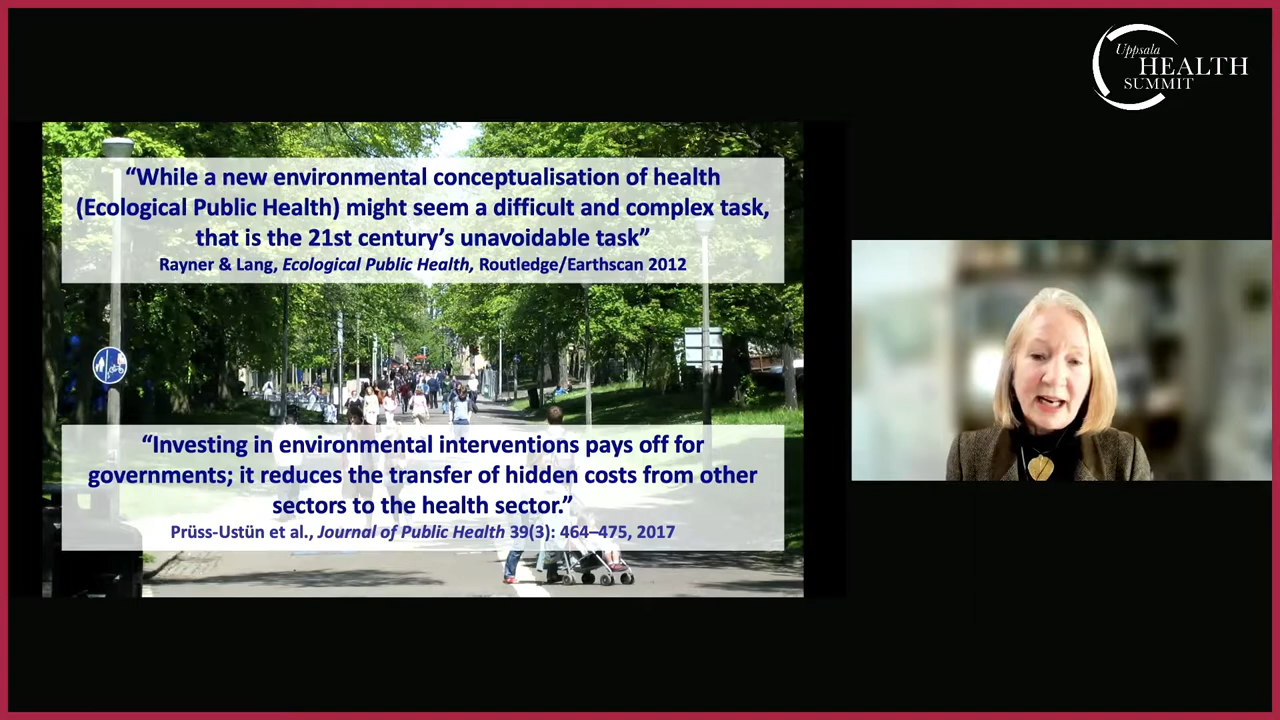 Uppsala
HEALTH
SUMMIT
“While a new environmental conceptualisation of health
(Ecological Public Health) might seem a difficult and complex task,
that is the 21st century’s unavoidable task”
Rayner & Lang, Ecological Public Health, Routledge/Earthscan 2012
“Investing in environmental interventions pays off for
governments; it reduces the transfer of hidden costs from other
sectors to the health sector.”
Prüss-Ustün et al., Journal of Public Health 39(3): 464–475, 2017